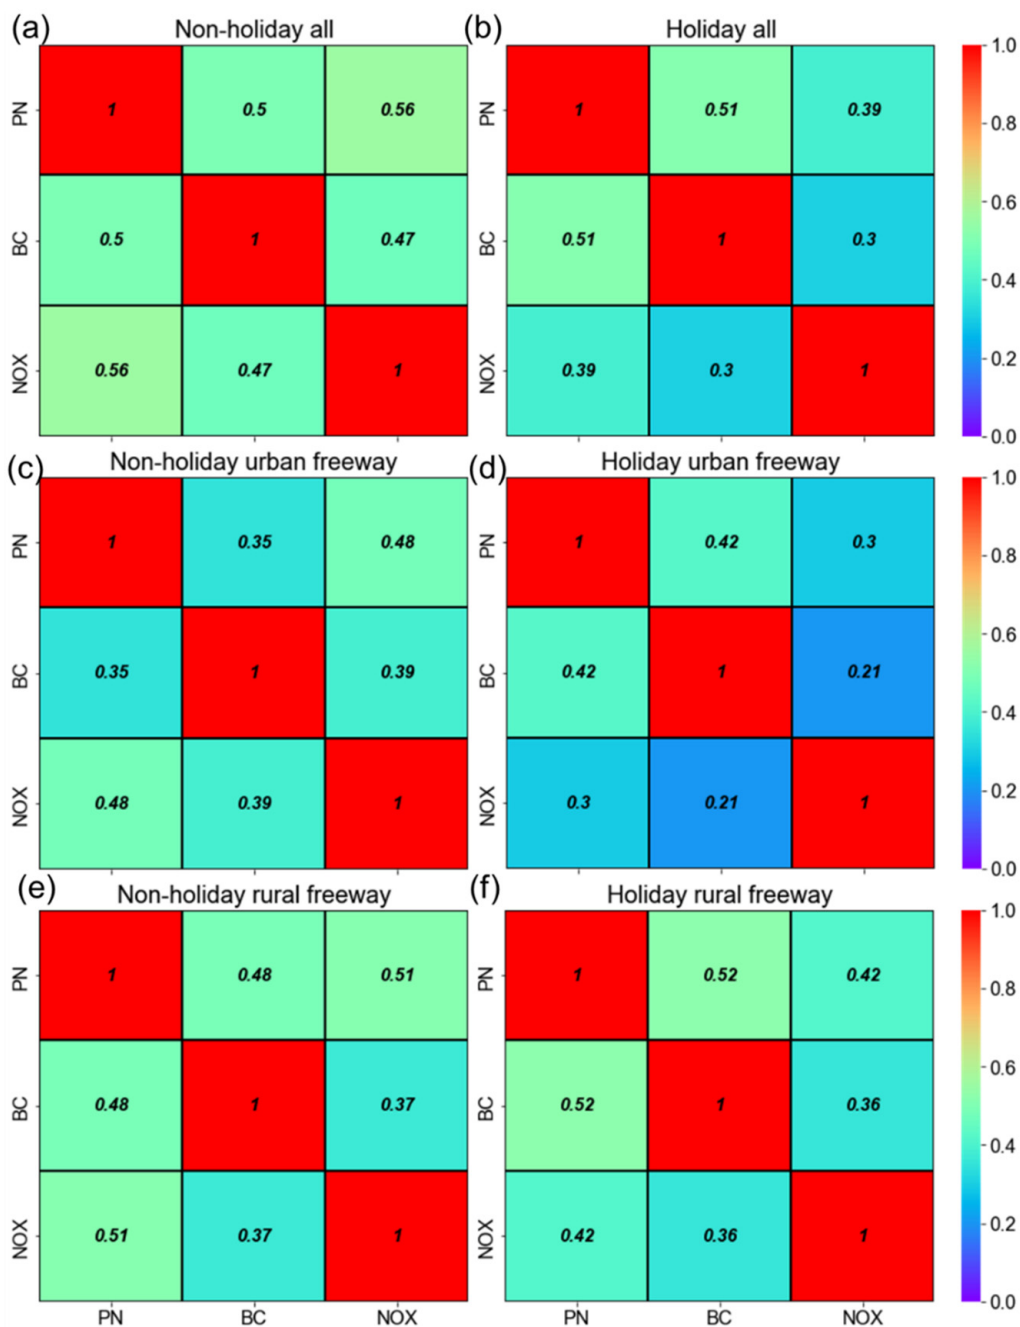 (a) Non-holiday all (b) Holiday all
PN 1 0.5 0.56 PN 1 0.51 0.39
BC 0.5 1 0.47 BC 0.51 1 0.3
NOX 0.56 0.47 1 NOX 0.39 0.3 1
1.0
0.8
0.6
0.4
0.2
0.0
(c) Non-holiday urban freeway (d) Holiday urban freeway
PN 1 0.35 0.48 PN 1 0.42 0.3
BC 0.35 1 0.39 BC 0.42 1 0.21
NOX 0.48 0.39 1 NOX 0.3 0.21 1
1.0
0.8
0.6
0.4
0.2
0.0
(e) Non-holiday rural freeway (f) Holiday rural freeway
PN 1 0.48 0.51 PN 1 0.52 0.42
BC 0.48 1 0.37 BC 0.52 1 0.36
NOX 0.51 0.37 1 NOX 0.42 0.36 1
PN BC NOX PN BC NOX
1.0
0.8
0.6
0.4
0.2
0.0